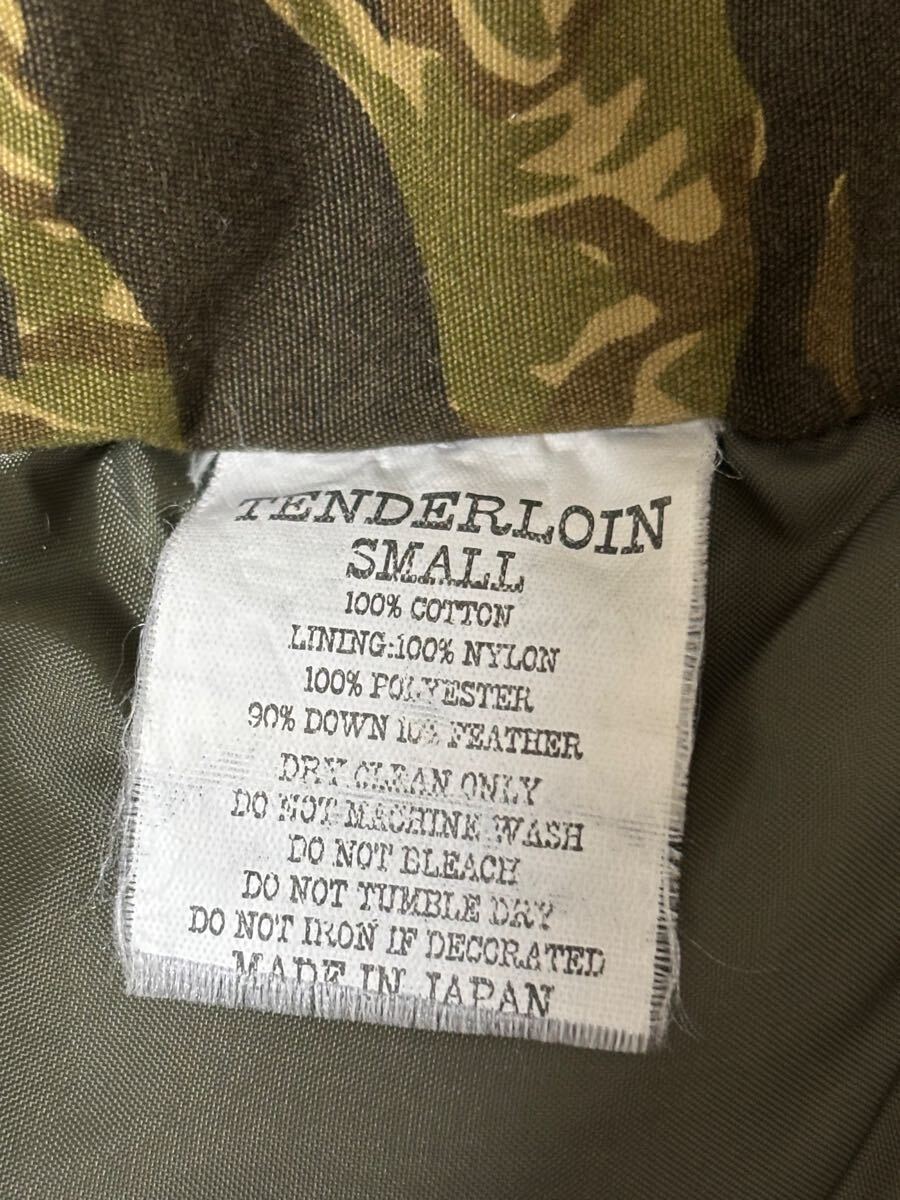 TENDERLOIN
SMALL
100% COTTON
LINING:100% NYLON
100% POLYESTER
90% DOWN 10% FEATHER
DRY CLEAN ONLY
DO NOT MACHINE WASH
DO NOT BLEACH
DO NOT TUMBLE DRY
DO NOT IRON IF DECORATED
MADE IN JAPAN